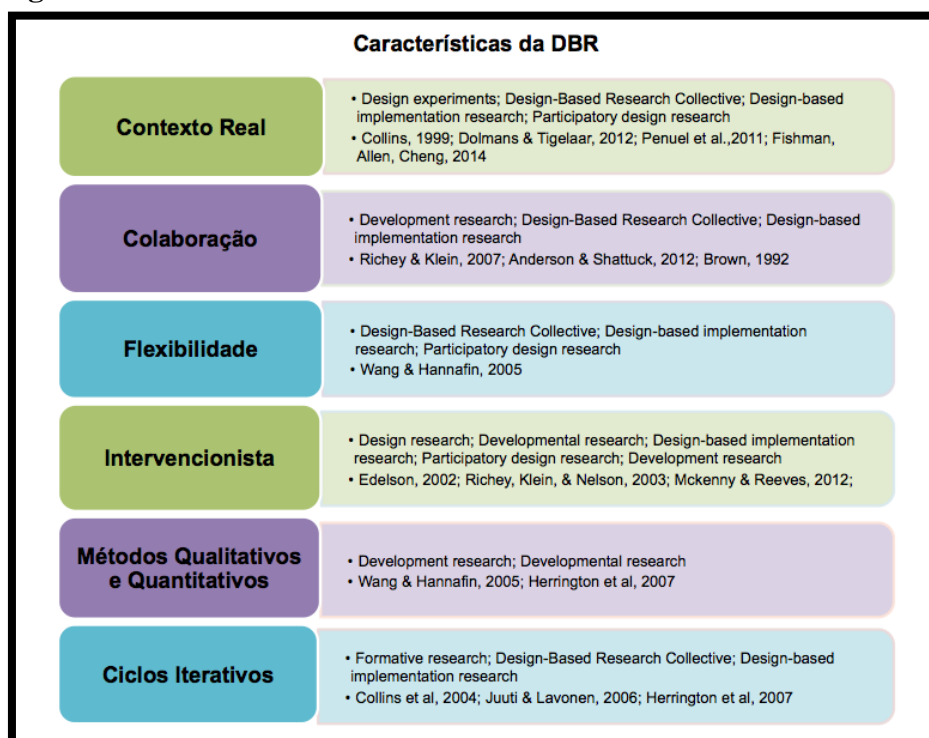 Características da DBR
Contexto Real
• Design experiments; Design-Based Research Collective; Design-based
implementation research; Participatory design research
• Collins, 1999; Dolmans & Tigelaar, 2012; Penuel et al.,2011; Fishman,
Allen, Cheng, 2014
Colaboração
• Development research; Design-Based Research Collective; Design-based
implementation research
• Richey & Klein, 2007; Anderson & Shattuck, 2012; Brown, 1992
Flexibilidade
• Design-Based Research Collective; Design-based implementation
research; Participatory design research
• Wang & Hannafin, 2005
Intervencionista
• Design research; Developmental research; Design-based implementation
research; Participatory design research; Development research
• Edelson, 2002; Richey, Klein, & Nelson, 2003; Mckenny & Reeves, 2012;
Métodos Qualitativos
e Quantitativos
• Development research; Developmental research
• Wang & Hannafin, 2005; Herrington et al, 2007
Ciclos Iterativos
• Formative research; Design-Based Research Collective; Design-based
implementation research
• Collins et al, 2004; Juuti & Lavonen, 2006; Herrington et al, 2007